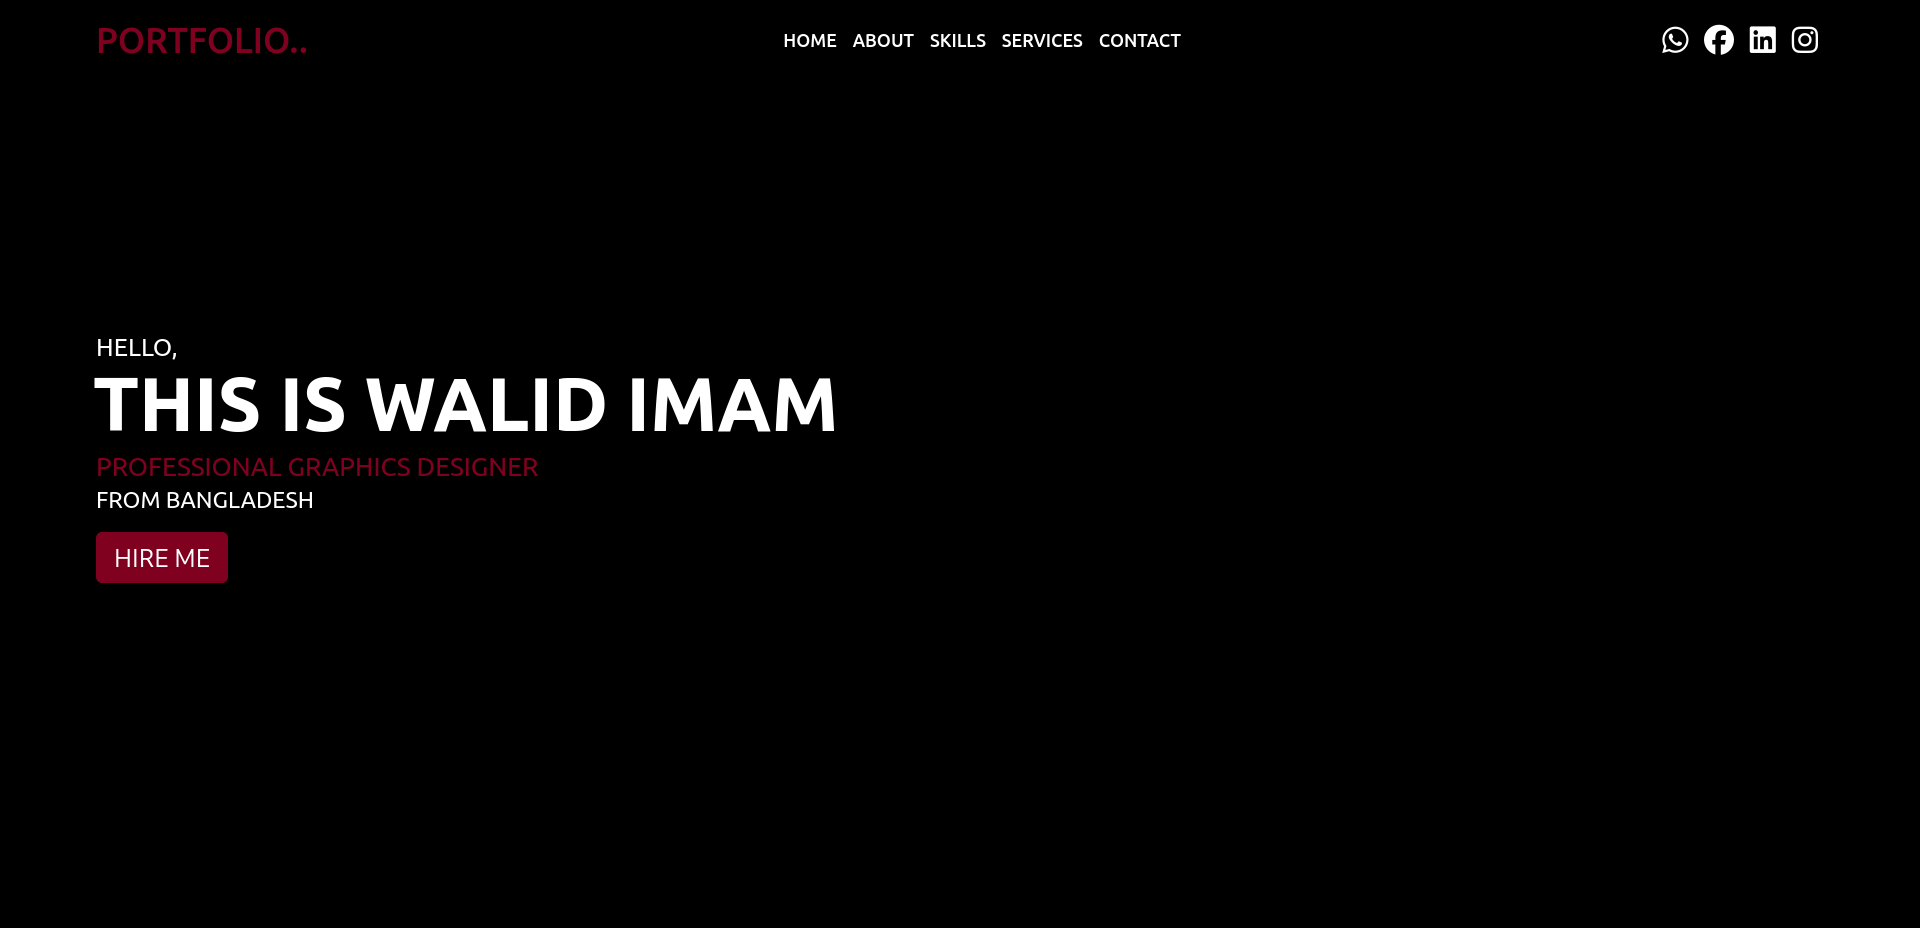 PORTFOLIO..
HOME ABOUT SKILLS SERVICES CONTACT
HELLO,
THIS IS WALID IMAM
PROFESSIONAL GRAPHICS DESIGNER
FROM BANGLADESH
HIRE ME